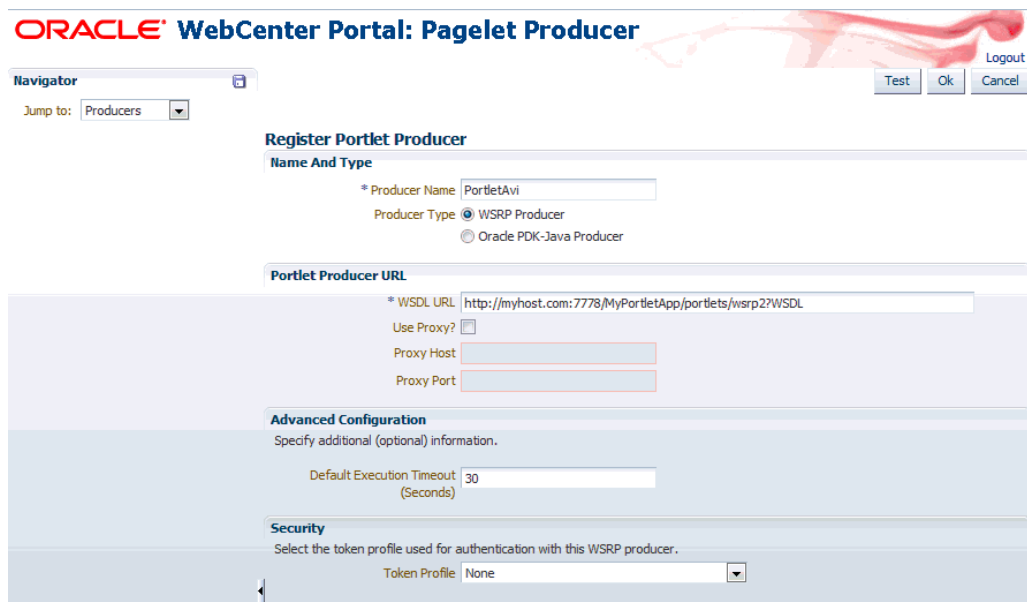 ORACLE® WebCenter Portal: Pagelet Producer
Logout
Navigator
Test Ok Cancel
Jump to: Producers
Register Portlet Producer
Name And Type
* Producer Name PortletAvi
Producer Type WSRP Producer
Oracle PDK-Java Producer
Portlet Producer URL
* WSDL URL http://myhost.com:7778/MyPortletApp/portlets/wsrp2?WSDL
Use Proxy?
Proxy Host
Proxy Port
Advanced Configuration
Specify additional (optional) information.
Default Execution Timeout 30
(Seconds)
Security
Select the token profile used for authentication with this WSRP producer.
Token Profile None